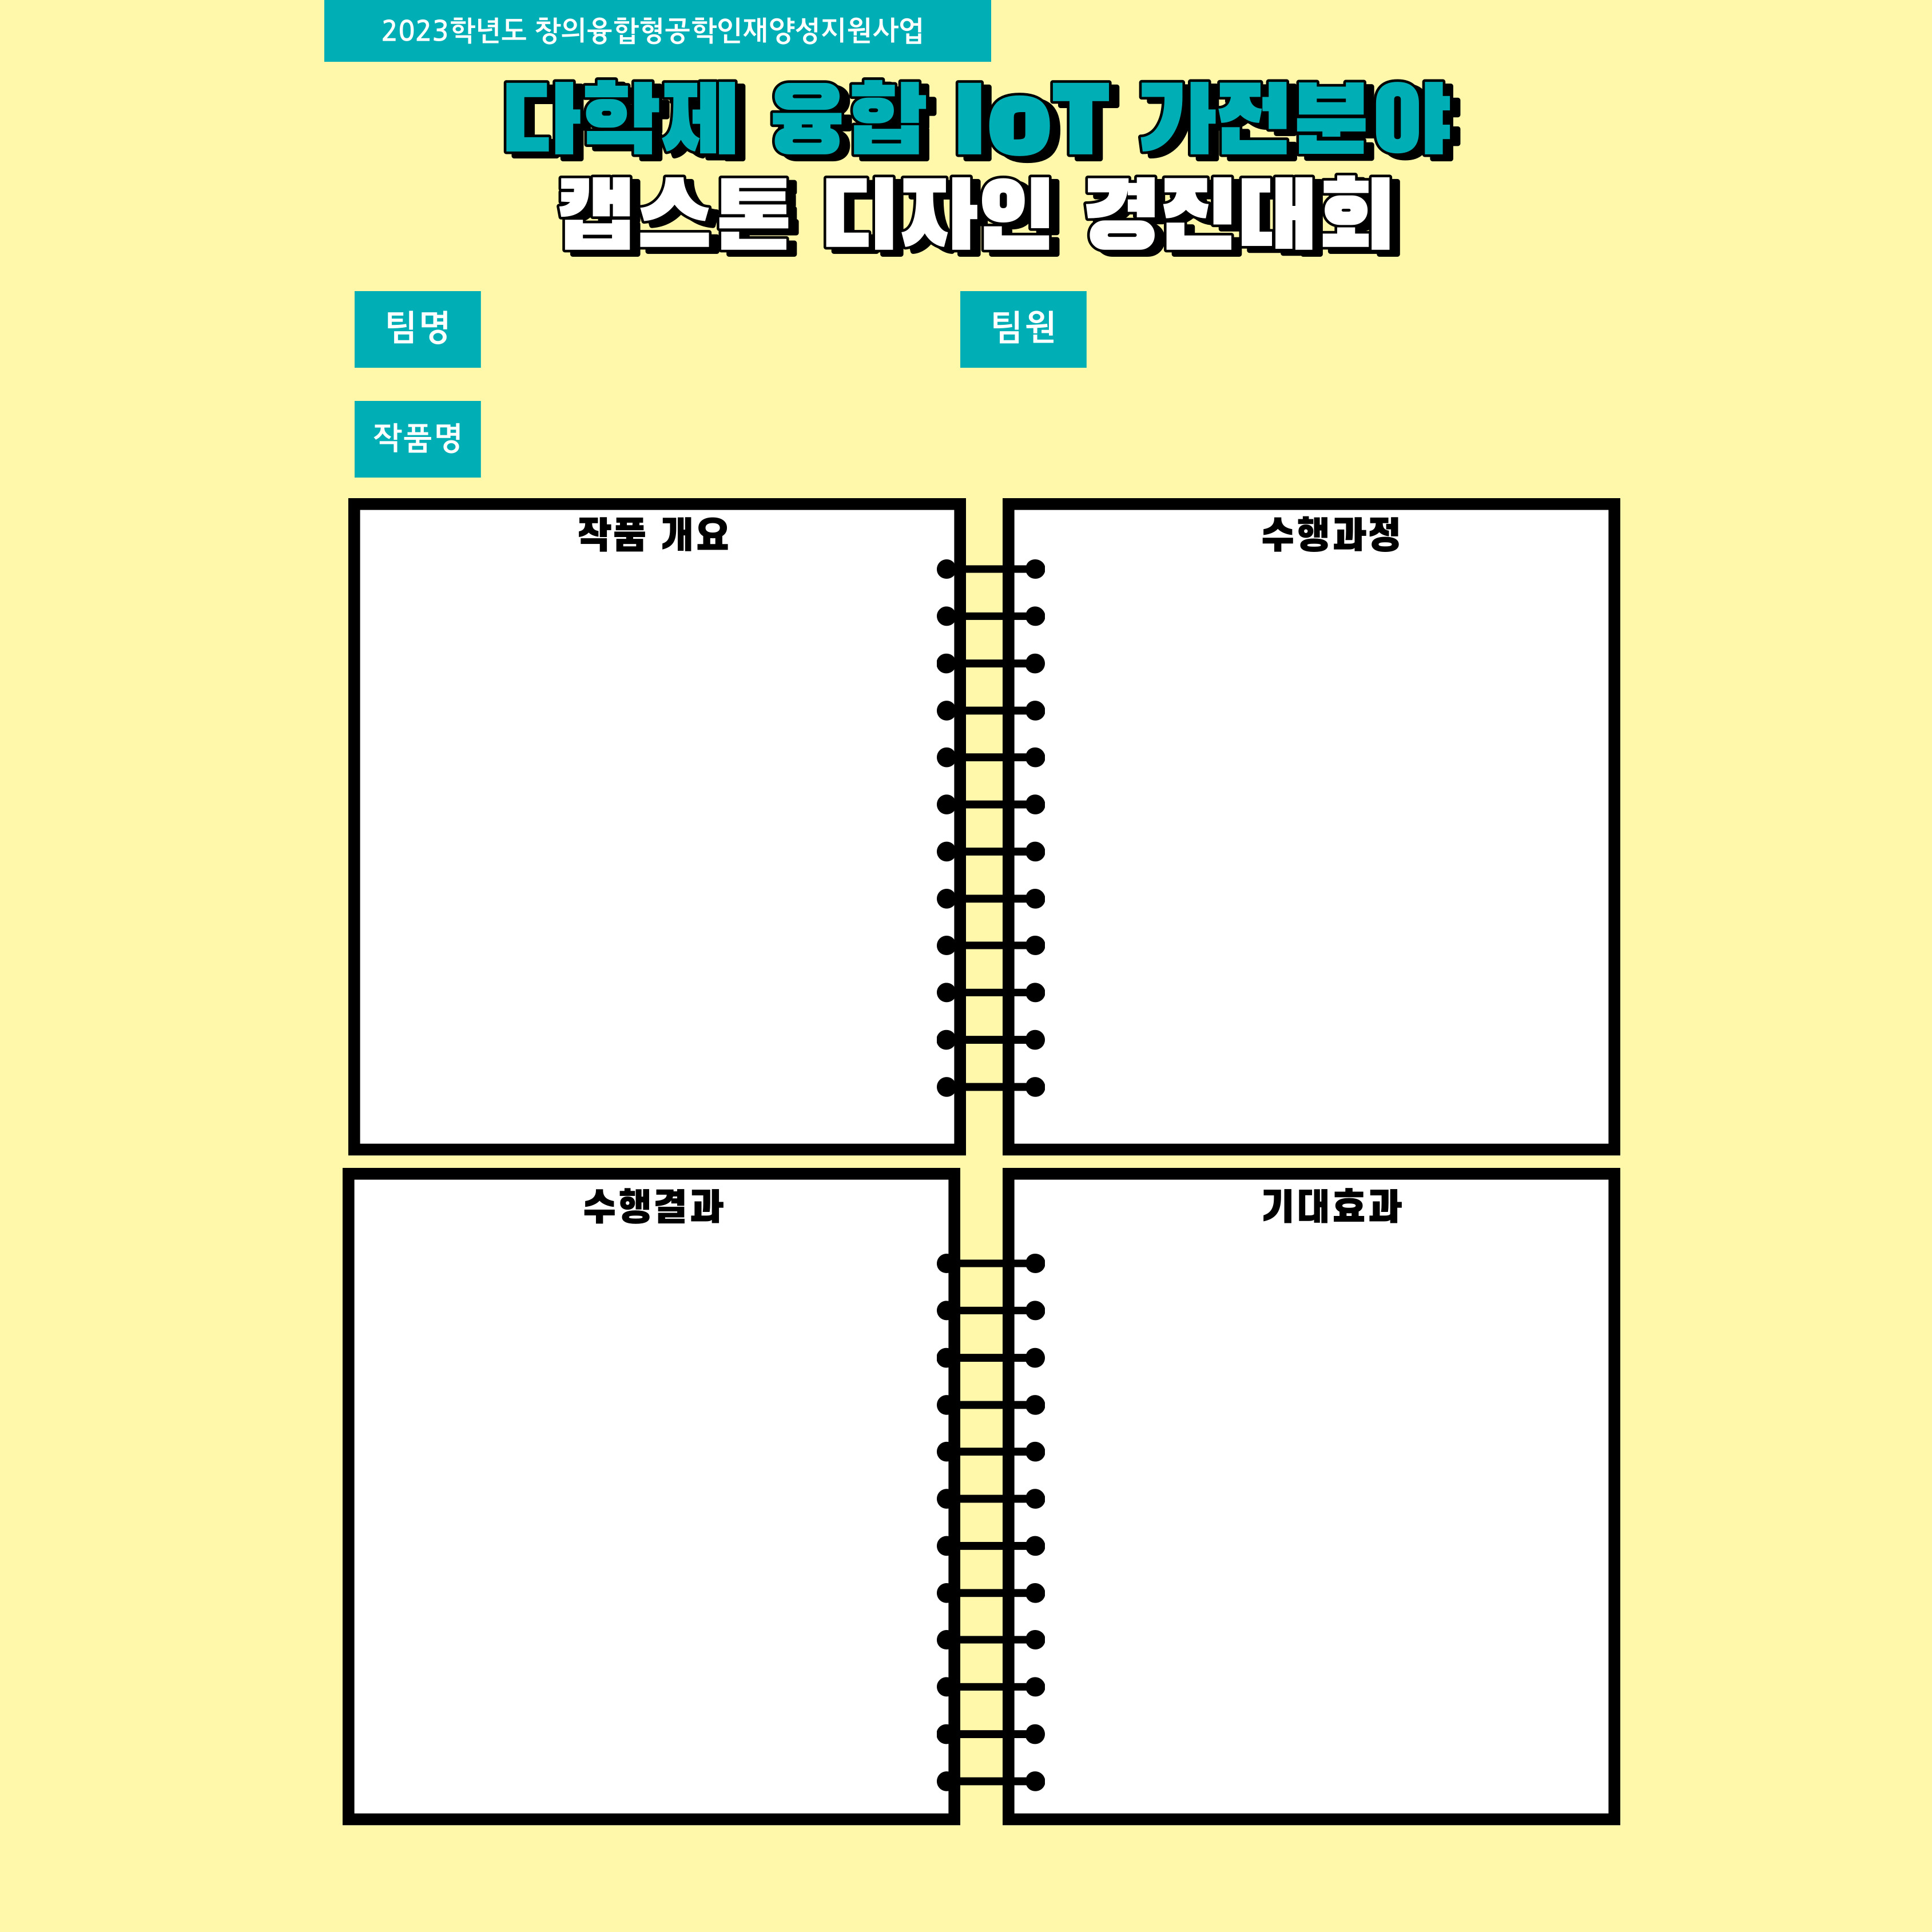 2023학년도 창의융합형공학인재양성지원사업
다학제 융합 IoT 가전분야
캡스톤 디자인 경진대회
팀명
팀원
작품명
작품 개요
수행과정
수행결과
기대효과